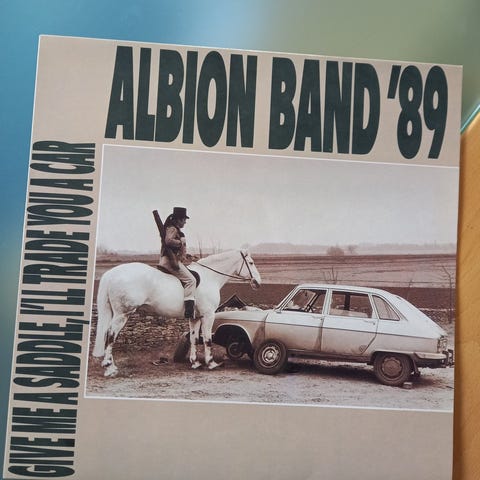 ALBION BAND '89
GIVE ME A SADDLE, I'LL TRADE YOU A CAR